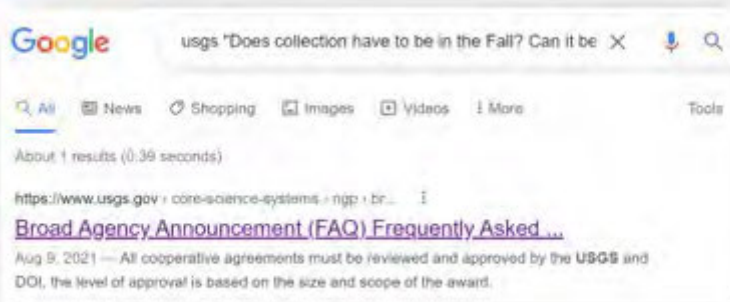 Google
usgs "Does collection have to be in the Fall? Can it be
All News Shopping Images Videos More Tools
About 1 results (0.39 seconds)
https://www.usgs.gov › core-science-systems › ngp › br...
Broad Agency Announcement (FAQ) Frequently Asked ...
Aug 9, 2021 — All cooperative agreements must be reviewed and approved by the USGS and
DOI, the level of approval is based on the size and scope of the award.